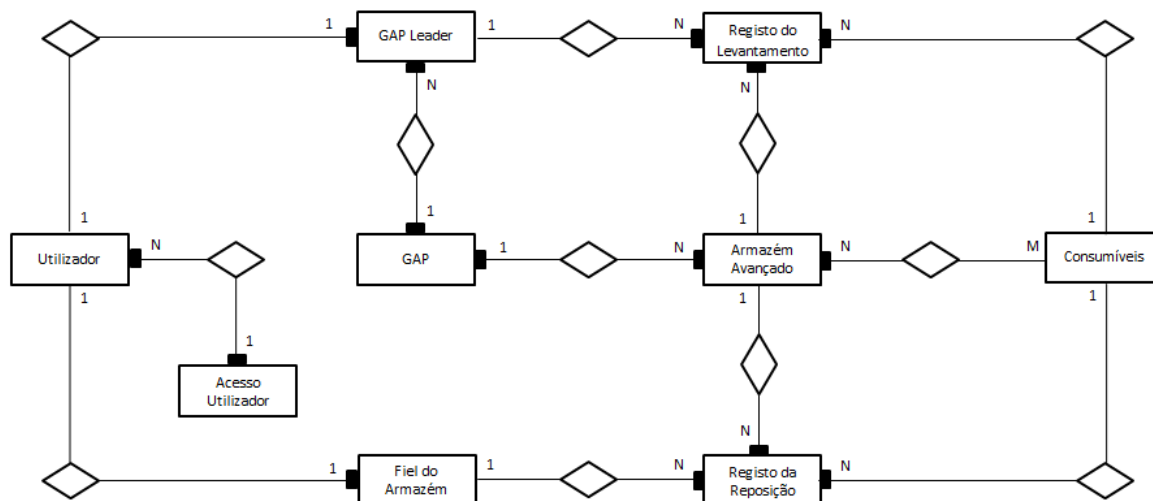 1
1
GAP Leader
1
N
Registo do
Levantamento
N
N
N
1
1
1
1
Utilizador
N
GAP
1
N
Armazém
Avançado
N
M
Consumíveis
1
1
1
1
Acesso
Utilizador
N
1
Fiel do
Armazém
1
N
Registo da
Reposição
N